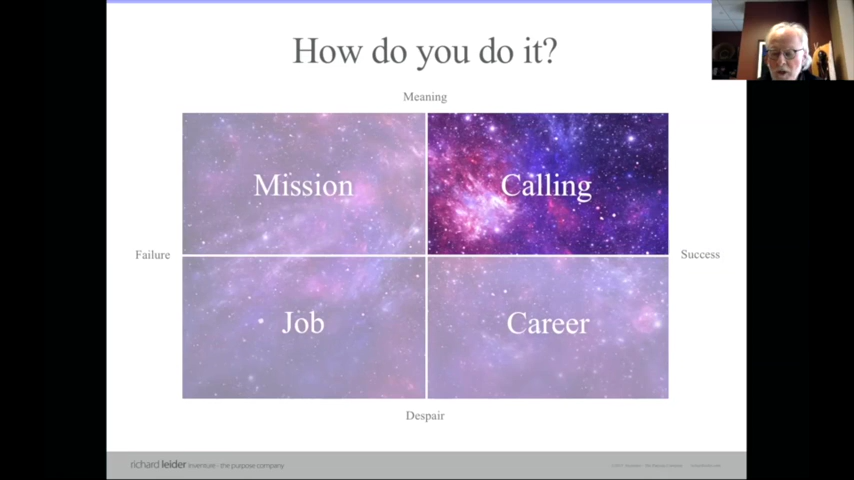 How do you do it?
Meaning
Mission
Calling
Failure
Success
Job
Career
Despair
richard leider inventure - the purpose company